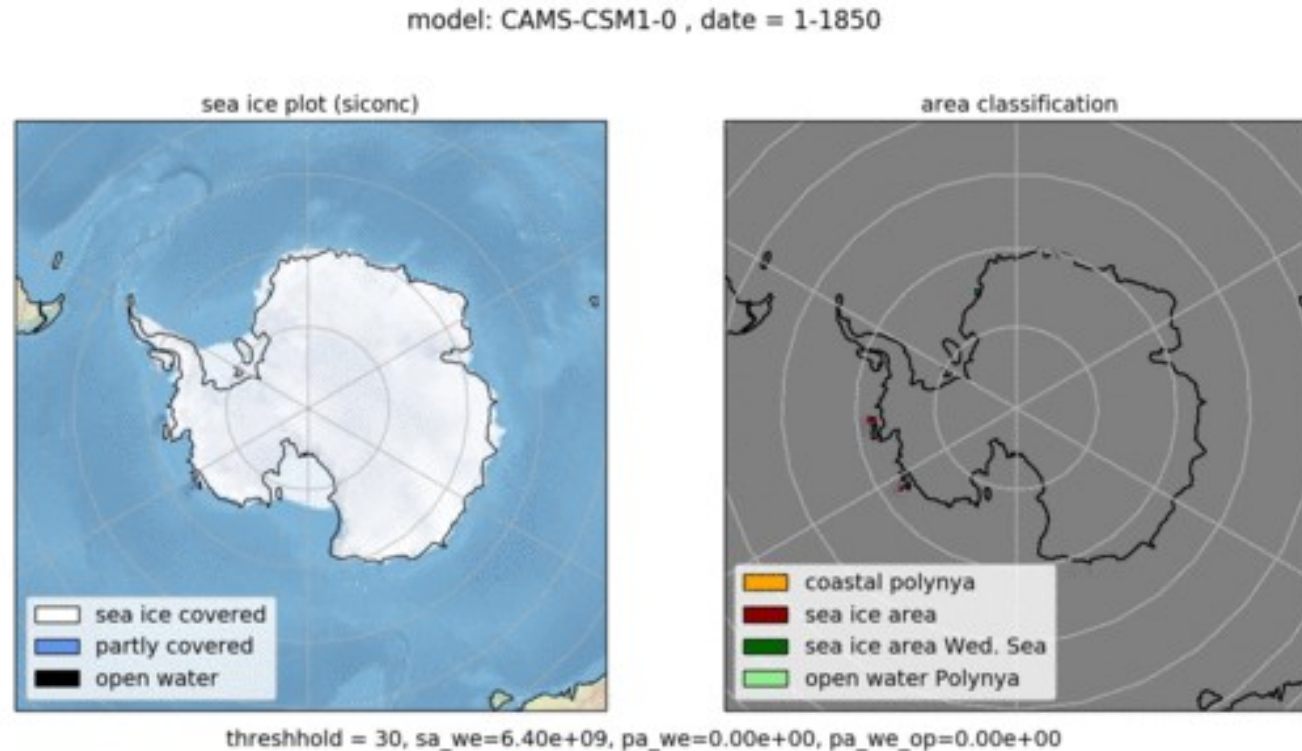 model: CAMS-CSM1-0 , date = 1-1850
sea ice plot (siconc)
area classification
sea ice covered
partly covered
open water
coastal polynya
sea ice area
sea ice area Wed. Sea
open water Polynya
threshhold = 30, sa_we=6.40e+09, pa_we=0.00e+00, pa_we_op=0.00e+00